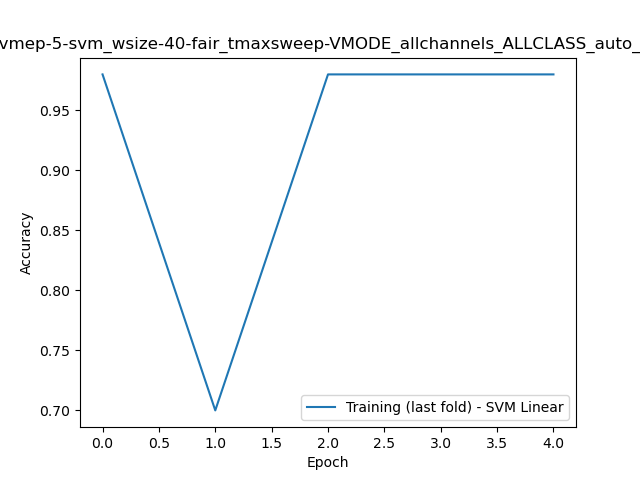 vmep-5-svm_wsize-40-fair_tmaxsweep-VMODE_allchannels_ALLCLASS_auto_
Accuracy
0.95
0.90
0.85
0.80
0.75
0.70
Training (last fold) - SVM Linear
0.0 0.5 1.0 1.5 2.0 2.5 3.0 3.5 4.0
Epoch